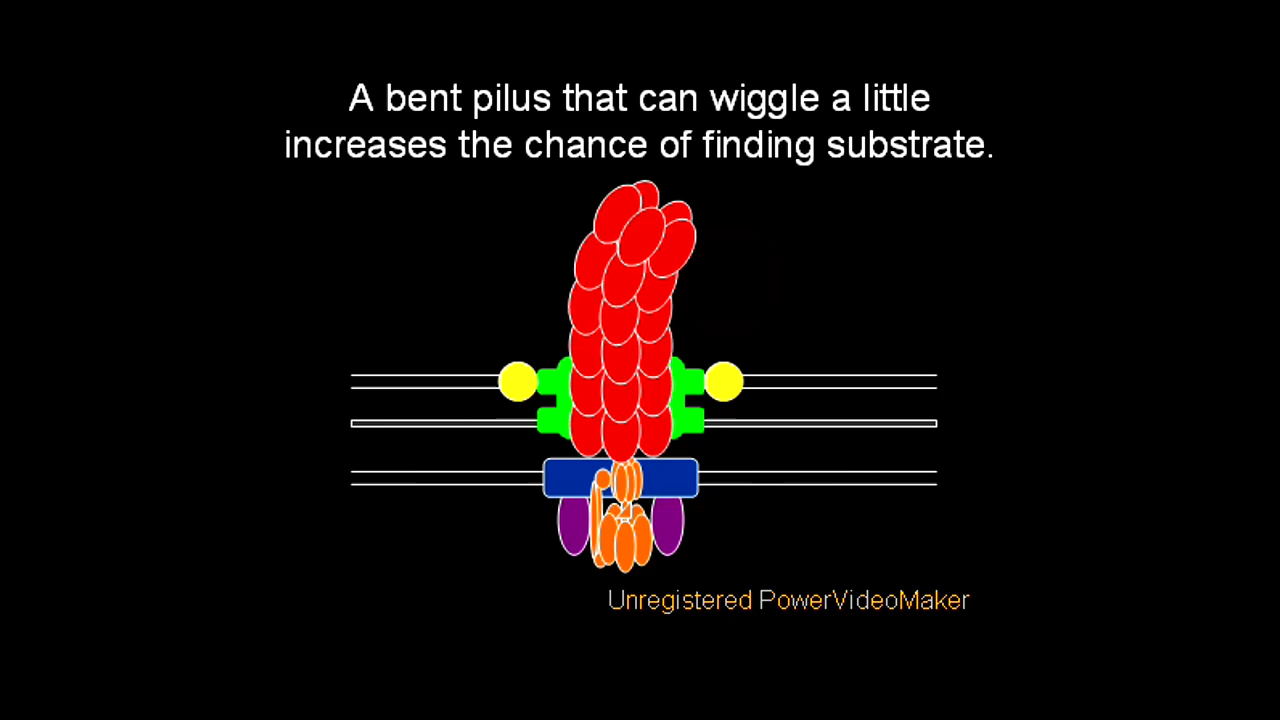 A bent pilus that can wiggle a little
increases the chance of finding substrate.
Unregistered PowerVideoMaker